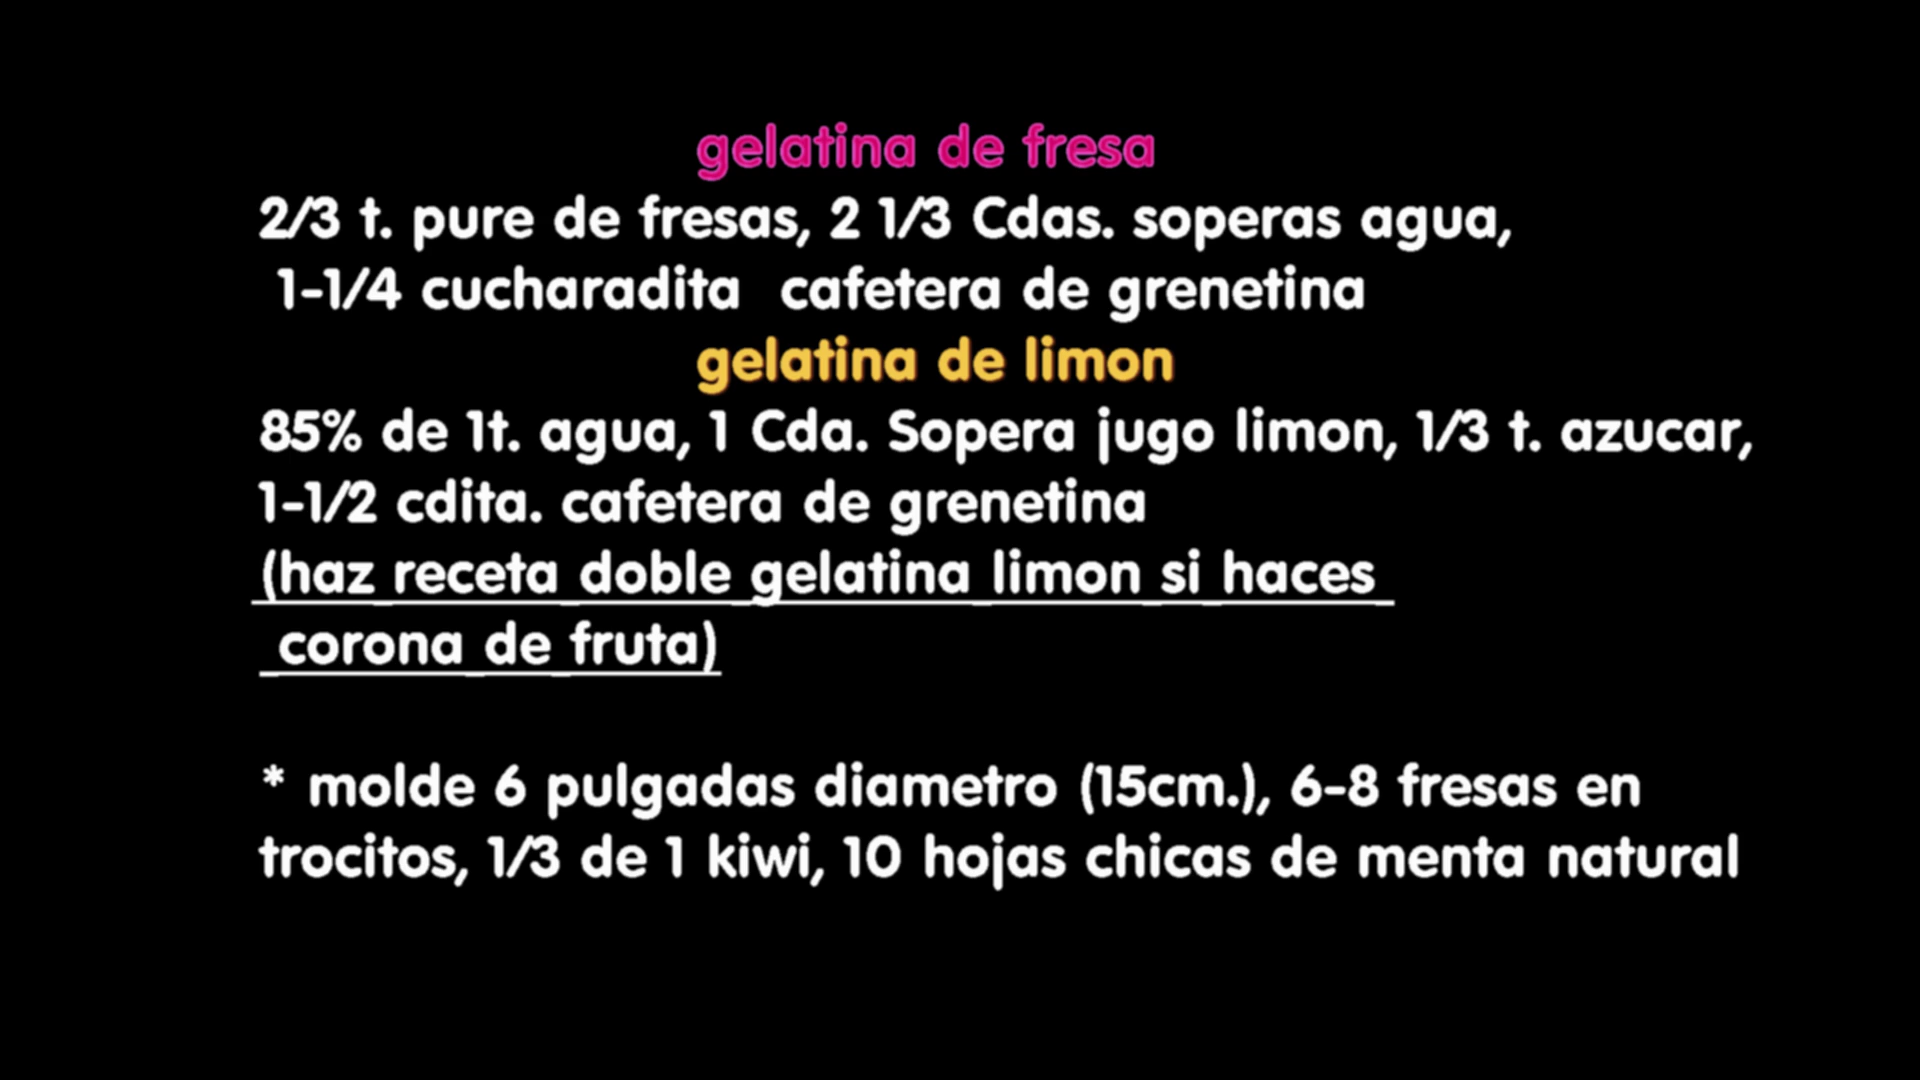 gelatina de fresa
2/3 t. pure de fresas, 2 1/3 Cdas. soperas agua,
1-1/4 cucharadita cafetera de grenetina
gelatina de limon
85% de 1t. agua, 1 Cda. Sopera jugo limon, 1/3 t. azucar,
1-1/2 cdita. cafetera de grenetina
(haz receta doble gelatina limon si haces
corona de fruta)
* molde 6 pulgadas diametro (15cm.), 6-8 fresas en
trocitos, 1/3 de 1 kiwi, 10 hojas chicas de menta natural